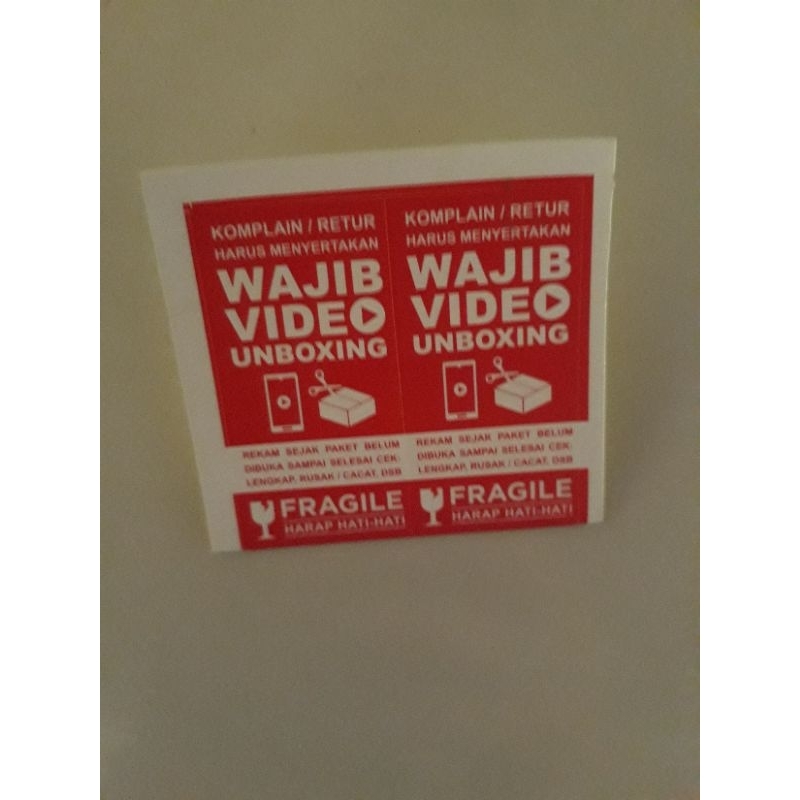 KOMPLAIN / RETUR
HARUS MENYERTAKAN
WAJIB
VIDEO
UNBOXING
REKAM SEJAK PAKET BELUM
DIBUKA SAMPAI SELESAI CEK:
LENGKAP, RUSAK / CACAT, DSB
FRAGILE
HARAP HATI-HATI
KOMPLAIN / RETUR
HARUS MENYERTAKAN
WAJIB
VIDEO
UNBOXING
REKAM SEJAK PAKET BELUM
DIBUKA SAMPAI SELESAI CEK:
LENGKAP, RUSAK / CACAT, DSB
FRAGILE
HARAP HATI-HATI